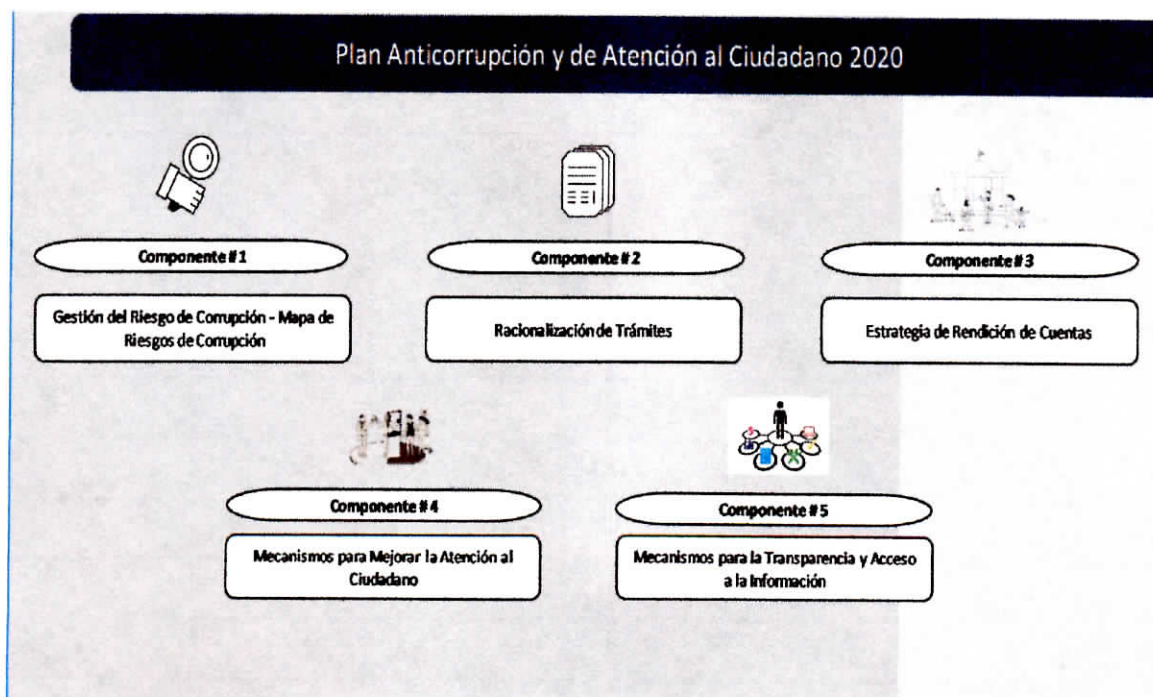 Plan Anticorrupción y de Atención al Ciudadano 2020
Componente # 1
Gestión del Riesgo de Corrupción - Mapa de
Riesgos de Corrupción
Componente # 2
Racionalización de Trámites
Componente # 3
Estrategia de Rendición de Cuentas
Componente # 4
Mecanismos para Mejorar la Atención al
Ciudadano
Componente # 5
Mecanismos para la Transparencia y Acceso
a la Información